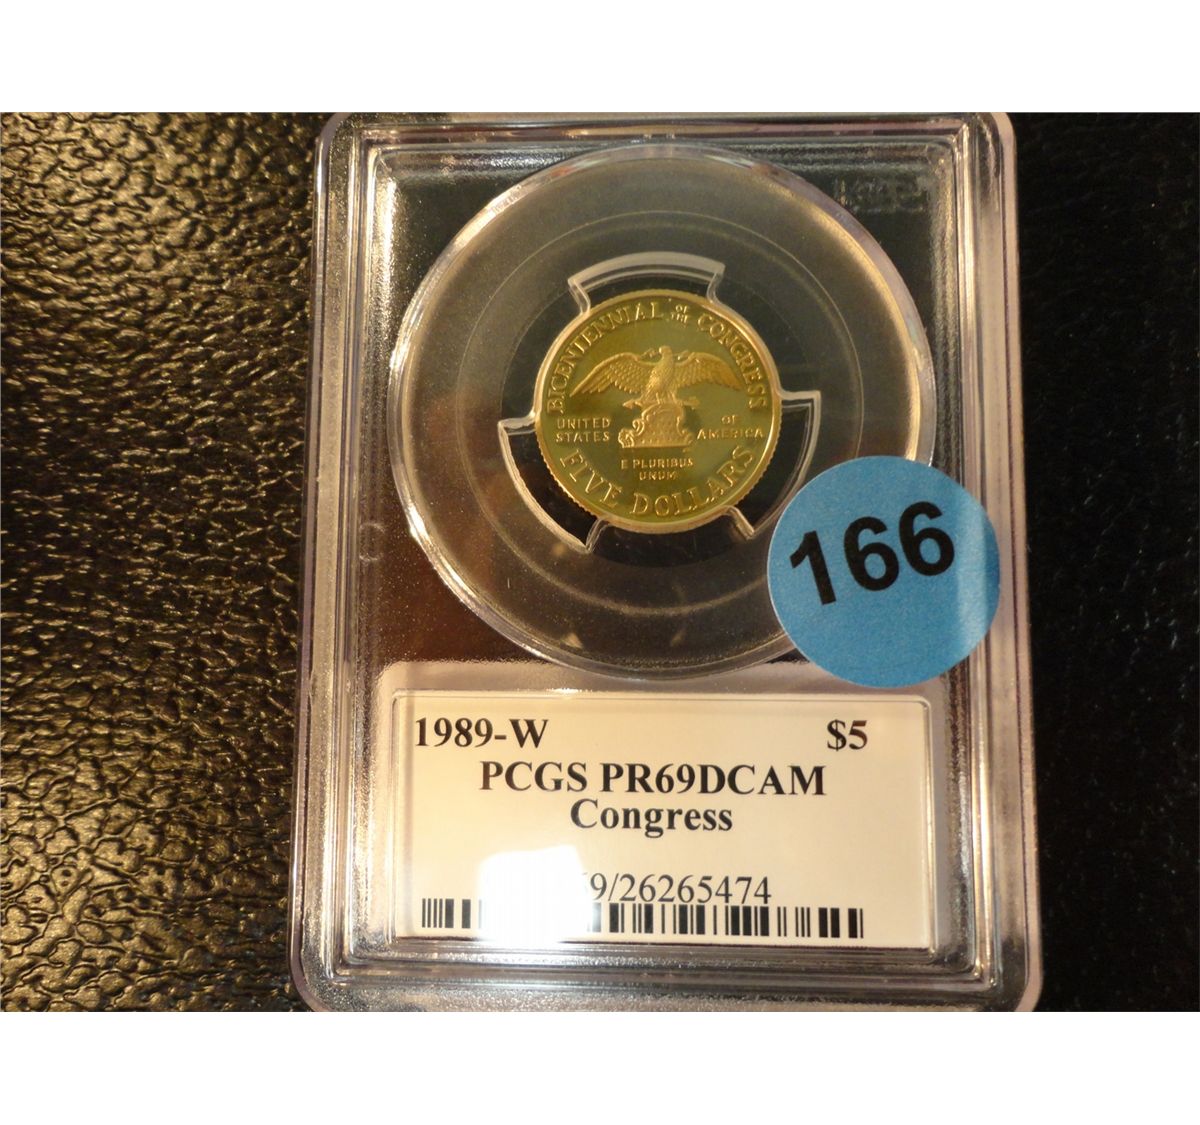 BICENTENNIAL OF THE CONGRESS
UNITED STATES
OF AMERICA
E PLURIBUS
UNUM
FIVE DOLLARS
166
1989-W $5
PCGS PR69DCAM
Congress
69/26265474